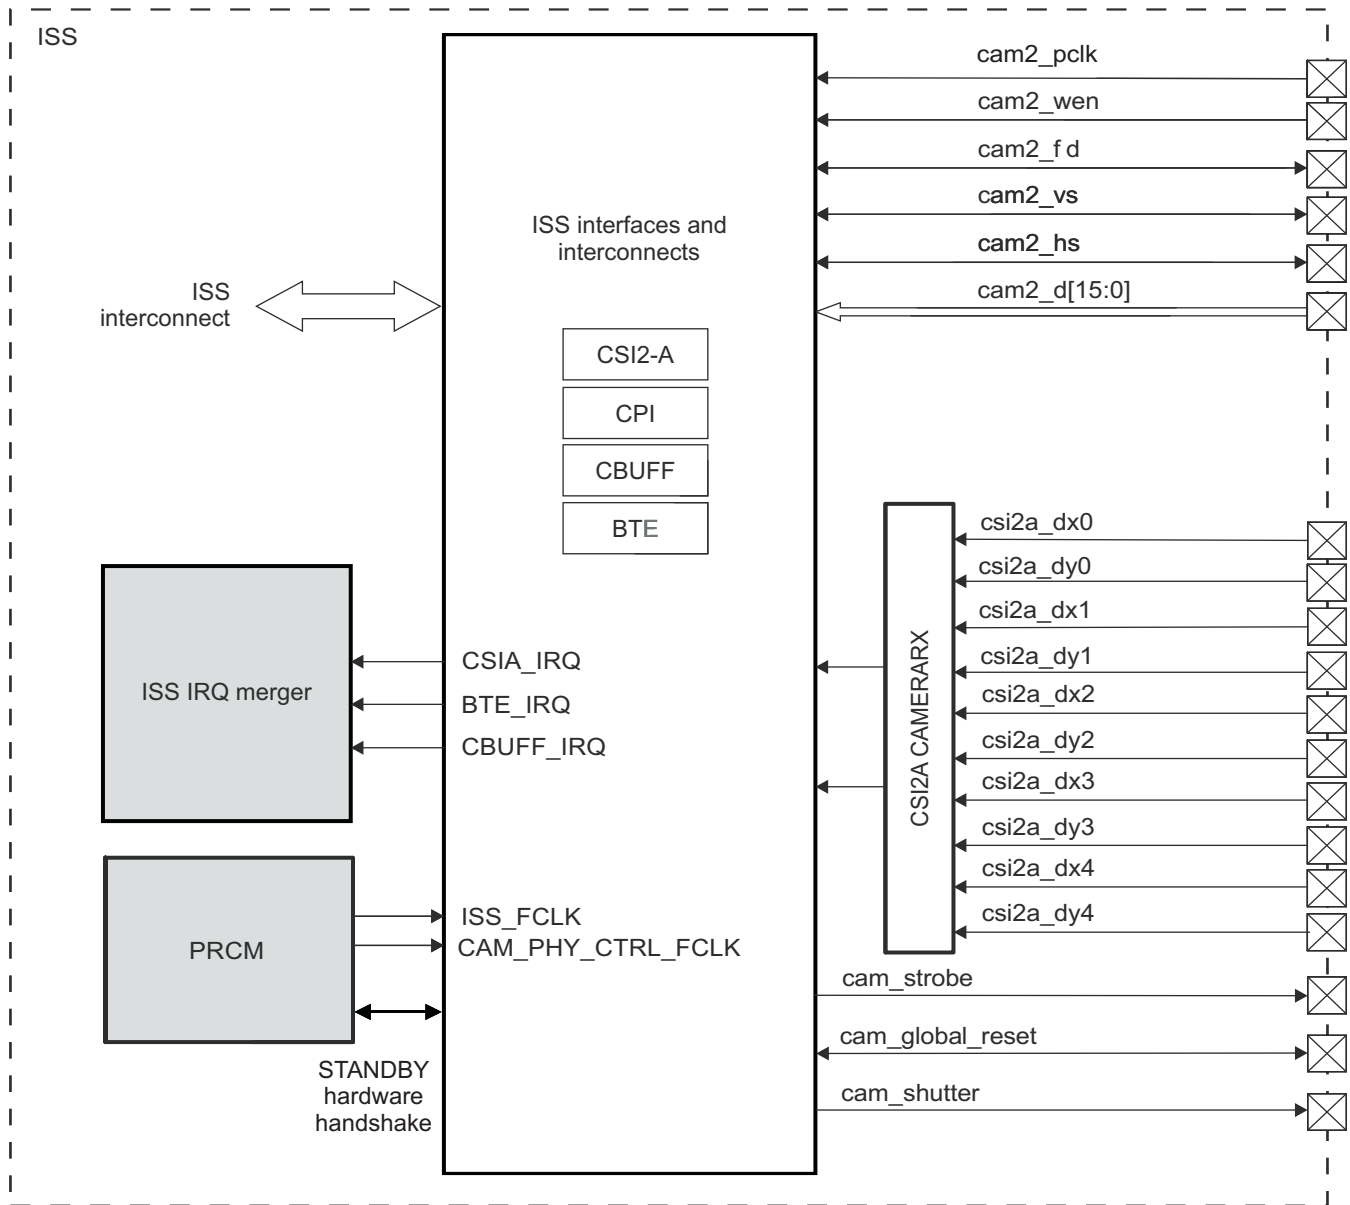 ISS
cam2_pclk
cam2_wen
cam2_f d
cam2_vs
cam2_hs
cam2_d[15:0]
ISS interfaces and
interconnects
ISS
interconnect
CSI2-A
CPI
CBUFF
BTE
csi2a_dx0
csi2a_dy0
csi2a_dx1
csi2a_dy1
csi2a_dx2
csi2a_dy2
csi2a_dx3
csi2a_dy3
csi2a_dx4
csi2a_dy4
CSI2A CAMERARX
ISS IRQ merger
CSIA_IRQ
BTE_IRQ
CBUFF_IRQ
PRCM
ISS_FCLK
CAM_PHY_CTRL_FCLK
STANDBY
hardware
handshake
cam_strobe
cam_global_reset
cam_shutter